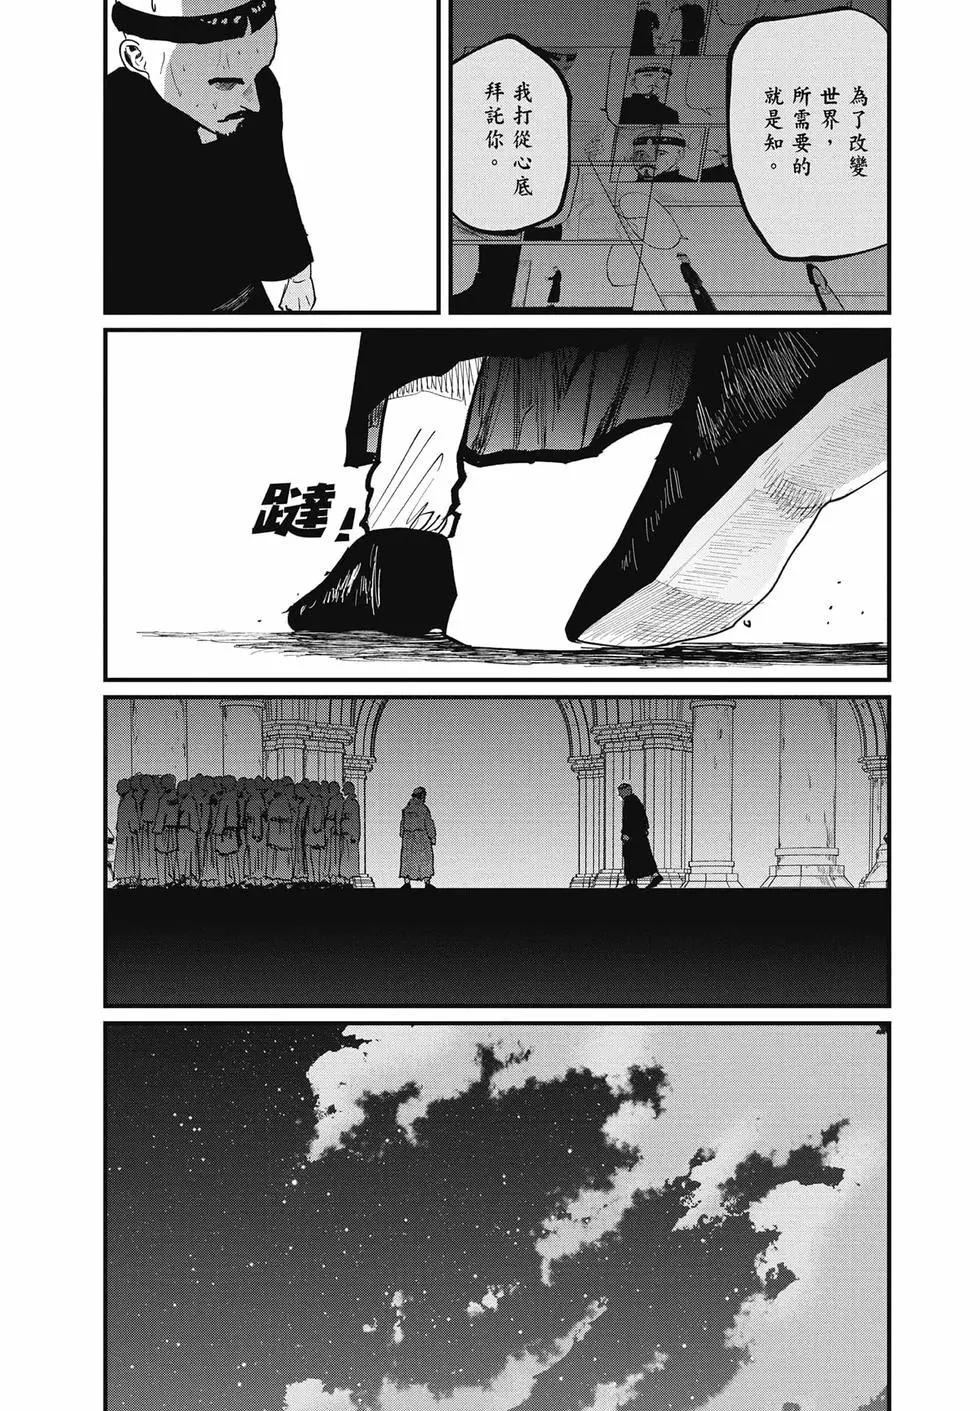 為了改變
世界，
所需要的
就是知。
我打從心底
拜託你。
躂！